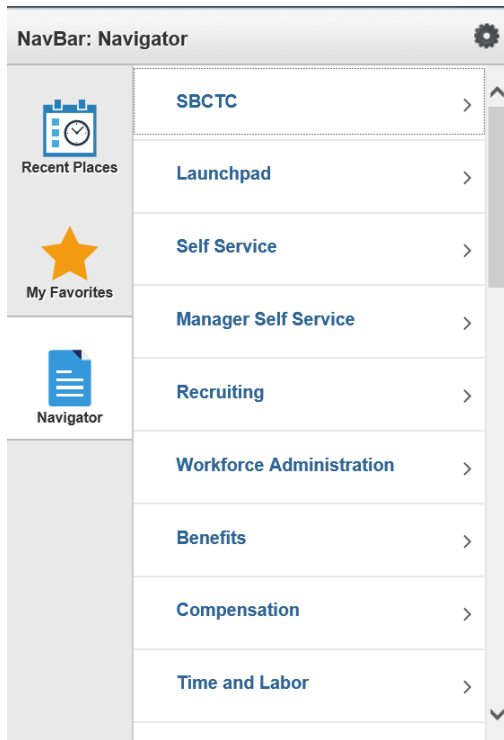 NavBar: Navigator
Recent Places
My Favorites
Navigator
SBCTC
Launchpad
Self Service
Manager Self Service
Recruiting
Workforce Administration
Benefits
Compensation
Time and Labor